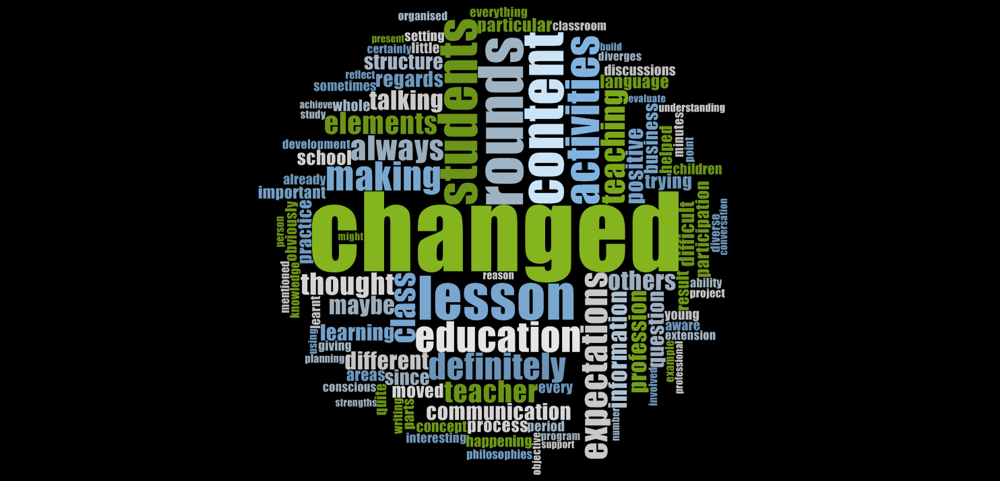 everything
organised
particular
classroom
students
rounds
content
activities
teaching
present
setting
certainly
little
build
diverges
structure
discussions
reflect
regards
language
sometimes
talking
evaluate
achieve
whole
understanding
study
elements
business
minutes
positive
helped
point
development
always
school
children
making
already
trying
important
changed
might
practice
obviously
person
difficult
participation
diverse
conversation
reason
mentioned
knowledge
thought
class
lesson
expectations
others
result
ability
project
maybe
learnt
information
profession
question
young
using
learning
education
aware
extension
giving
planning
different
definitely
example
professional
areas
since
involved
conscious
moved
teacher
every
quite
strengths
writing
parts
communication
number
concept
process
period
interesting
happening
objective
program
support
philosophies